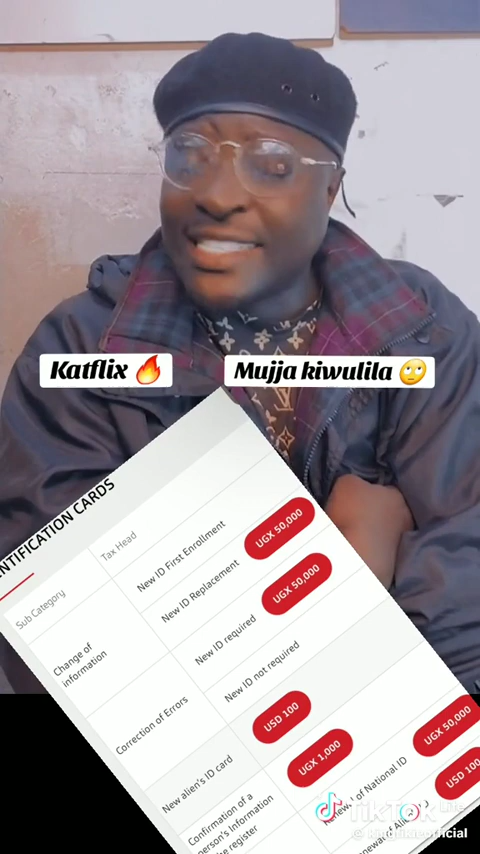 Katflix 🔥
Mujja kiwulila 🙄
ENTIFICATION CARDS
Sub Category
Tax Head
Change of
information
New ID First Enrollment
New ID Replacement
UGX 50,000
New ID required
UGX 50,000
Correction of Errors
New ID not required
New alien's ID card
USD 100
Confirmation of a
person's Information
register
UGX 1,000
of National ID
UGX 50,000
USD 100
TikTok